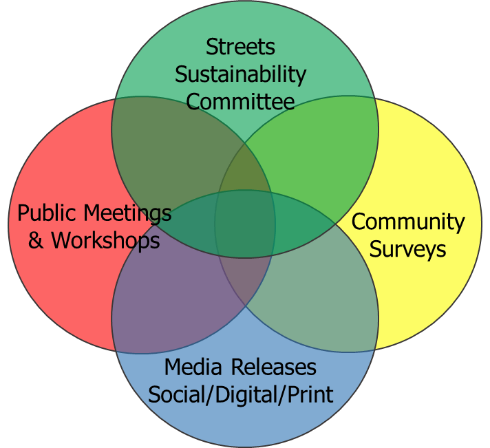 Streets
Sustainability
Committee
Public Meetings
& Workshops
Community
Surveys
Media Releases
Social/Digital/Print